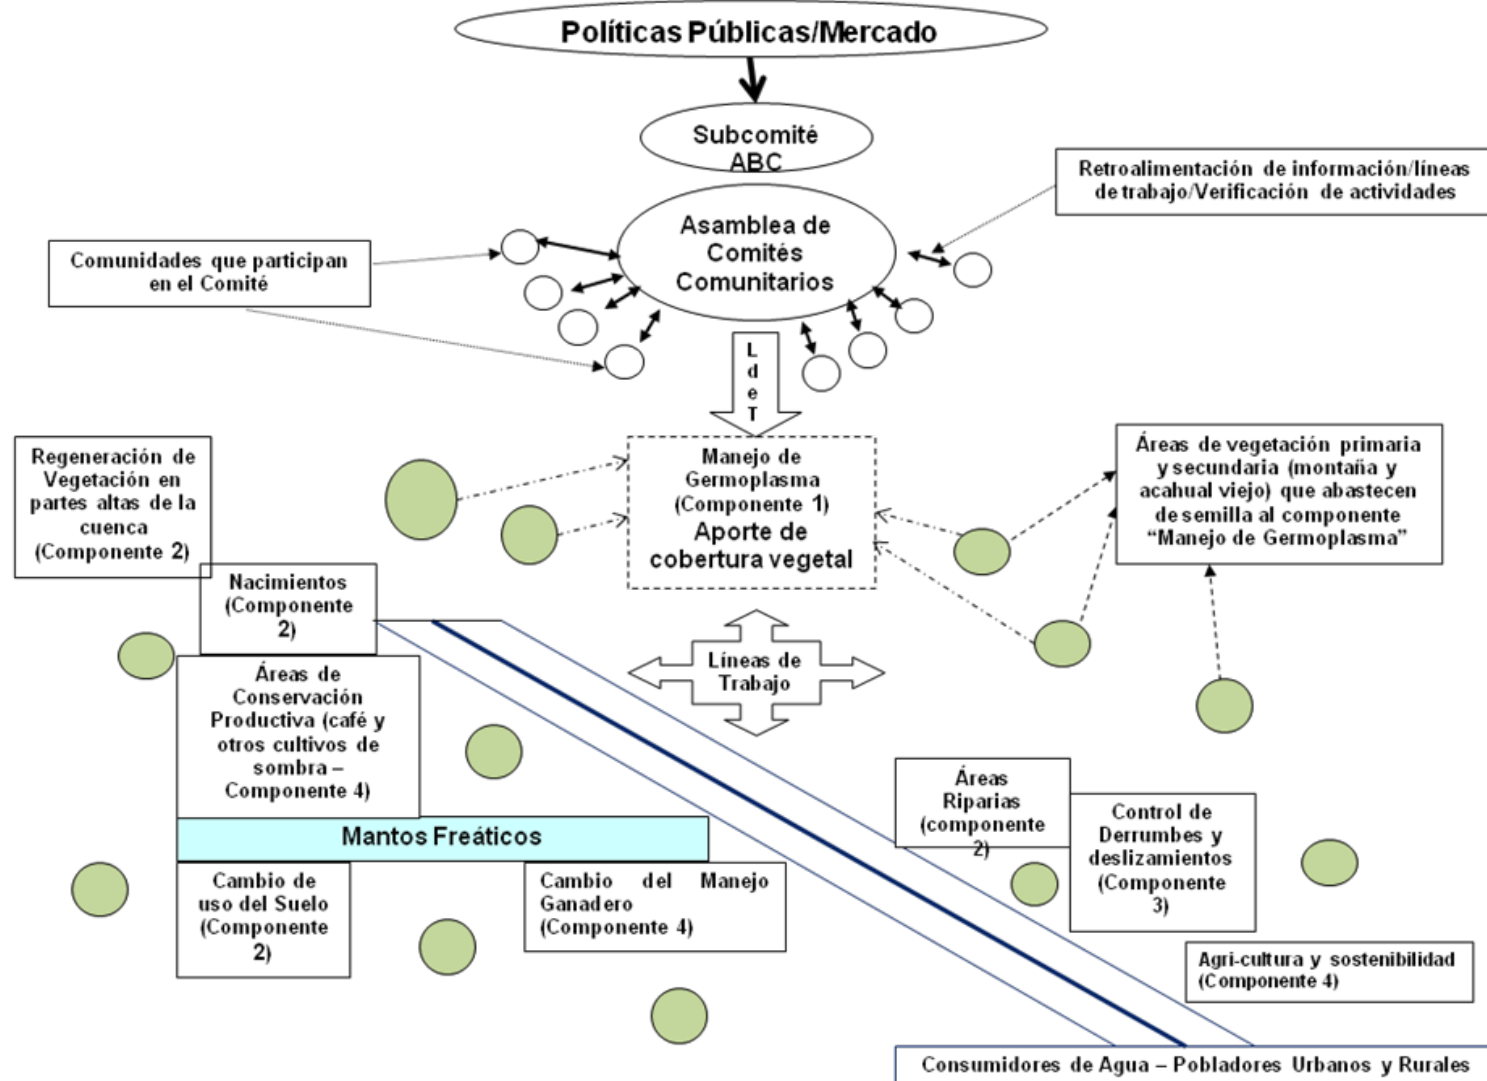 Políticas Públicas/Mercado
Subcomité
ABC
Retroalimentación de información/líneas
de trabajo/Verificación de actividades
Asamblea de
Comités
Comunitarios
Comunidades que participan
en el Comité
L
d
e
T
Regeneración de
Vegetación en
partes altas de la
cuenca
(Componente 2)
Manejo de
Germoplasma
(Componente 1)
Aporte de
cobertura vegetal
Áreas de vegetación primaria
y secundaria (montaña y
acahual viejo) que abastecen
de semilla al componente
“Manejo de Germoplasma”
Nacimientos
(Componente
2)
Líneas de
Trabajo
Áreas de
Conservación
Productiva (café y
otros cultivos de
sombra –
Componente 4)
Áreas
Riparias
(componente
2)
Control de
Derrumbes y
deslizamientos
(Componente
3)
Mantos Freáticos
Cambio de
uso del Suelo
(Componente
2)
Cambio del Manejo
Ganadero
(Componente 4)
Agri-cultura y sostenibilidad
(Componente 4)
Consumidores de Agua – Pobladores Urbanos y Rurales